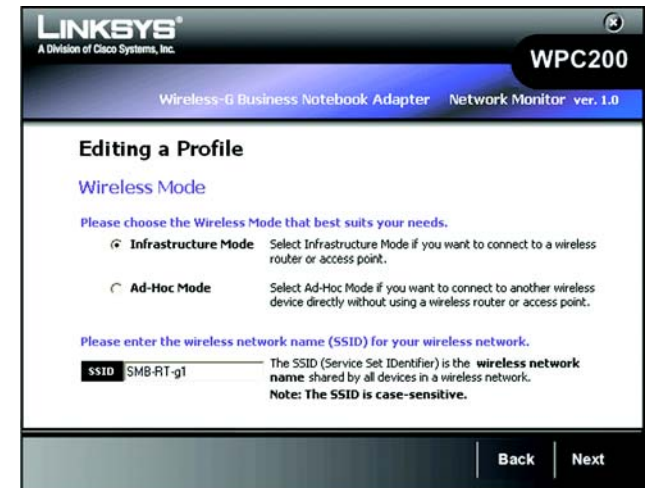 LINKSYS®
A Division of Cisco Systems, Inc.
WPC200
Wireless-G Business Notebook Adapter Network Monitor ver. 1.0
Editing a Profile
Wireless Mode
Please choose the Wireless Mode that best suits your needs.
Infrastructure Mode Select Infrastructure Mode if you want to connect to a wireless
router or access point.
Ad-Hoc Mode Select Ad-Hoc Mode if you want to connect to another wireless
device directly without using a wireless router or access point.
Please enter the wireless network name (SSID) for your wireless network.
SSID SMB-RT-g1 The SSID (Service Set IDentifier) is the wireless network
name shared by all devices in a wireless network.
Note: The SSID is case-sensitive.
Back Next